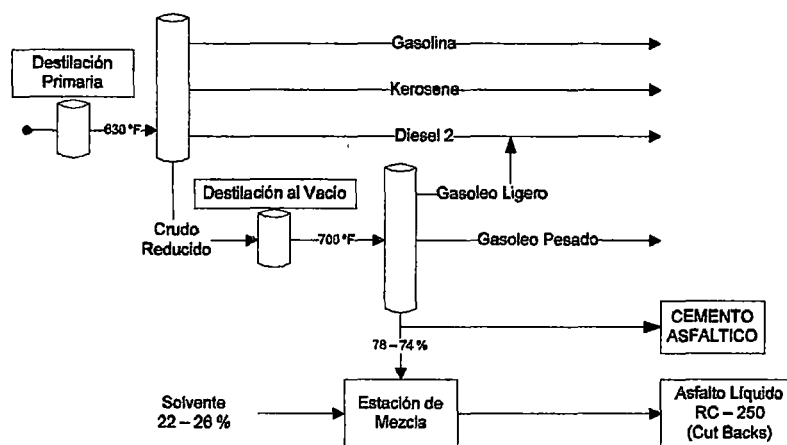 Gasolina
Destilación
Primaria
Kerosene
630 °F
Diesel 2
Destilación al Vacío
Gasoleo Ligero
Crudo
Reducido
700 °F
Gasoleo Pesado
CEMENTO
ASFALTICO
78 – 74 %
Solvente
22 – 26 %
Estación de
Mezcla
Asfalto Líquido
RC – 250
(Cut Backs)